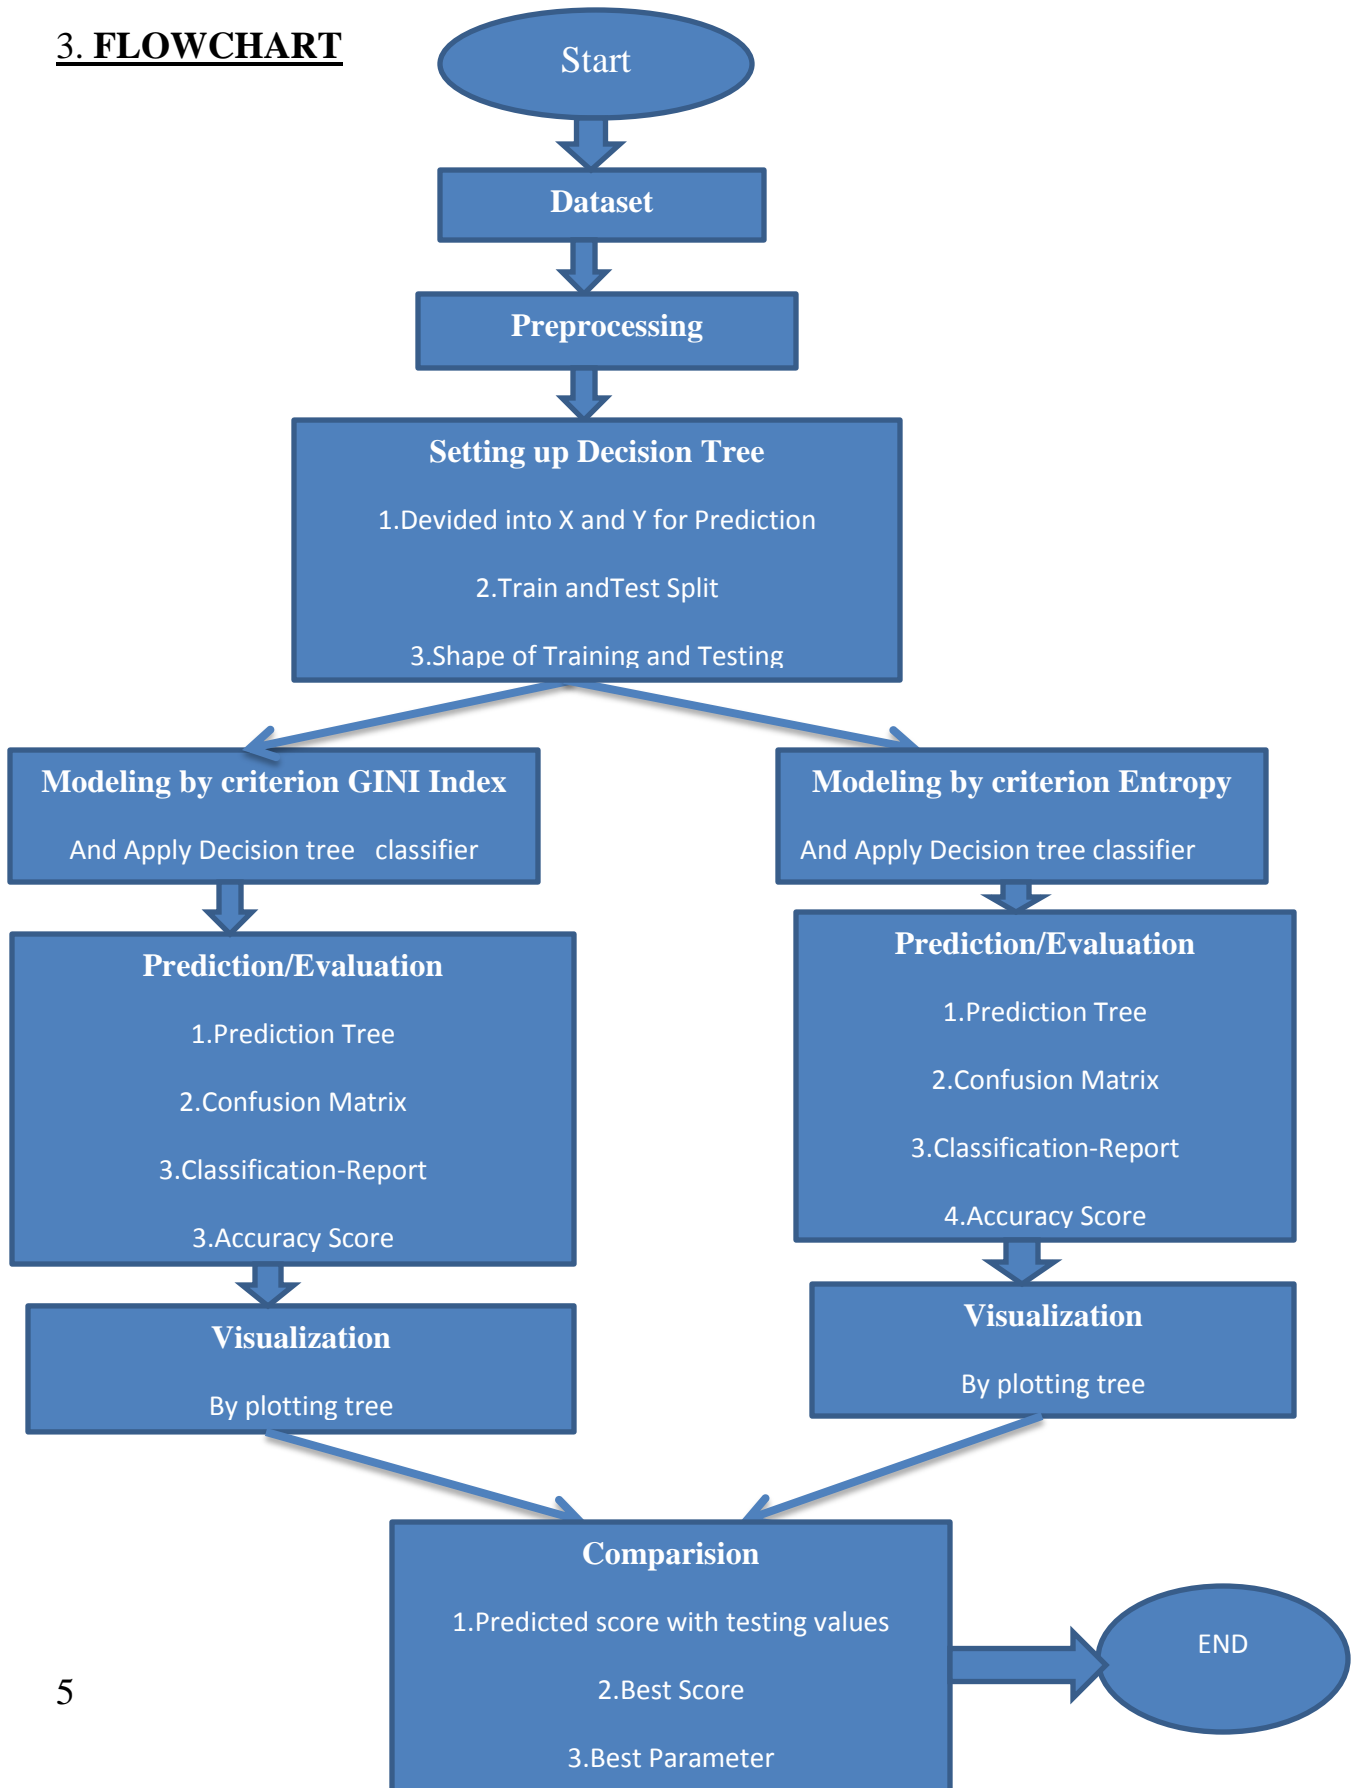 3. FLOWCHART
Start
Dataset
Preprocessing
Setting up Decision Tree
1.Devided into X and Y for Prediction
2.Train andTest Split
3.Shape of Training and Testing
Modeling by criterion GINI Index
And Apply Decision tree classifier
Modeling by criterion Entropy
And Apply Decision tree classifier
Prediction/Evaluation
1.Prediction Tree
2.Confusion Matrix
3.Classification-Report
3.Accuracy Score
Prediction/Evaluation
1.Prediction Tree
2.Confusion Matrix
3.Classification-Report
4.Accuracy Score
Visualization
By plotting tree
Visualization
By plotting tree
Comparision
1.Predicted score with testing values
2.Best Score
3.Best Parameter
END
5